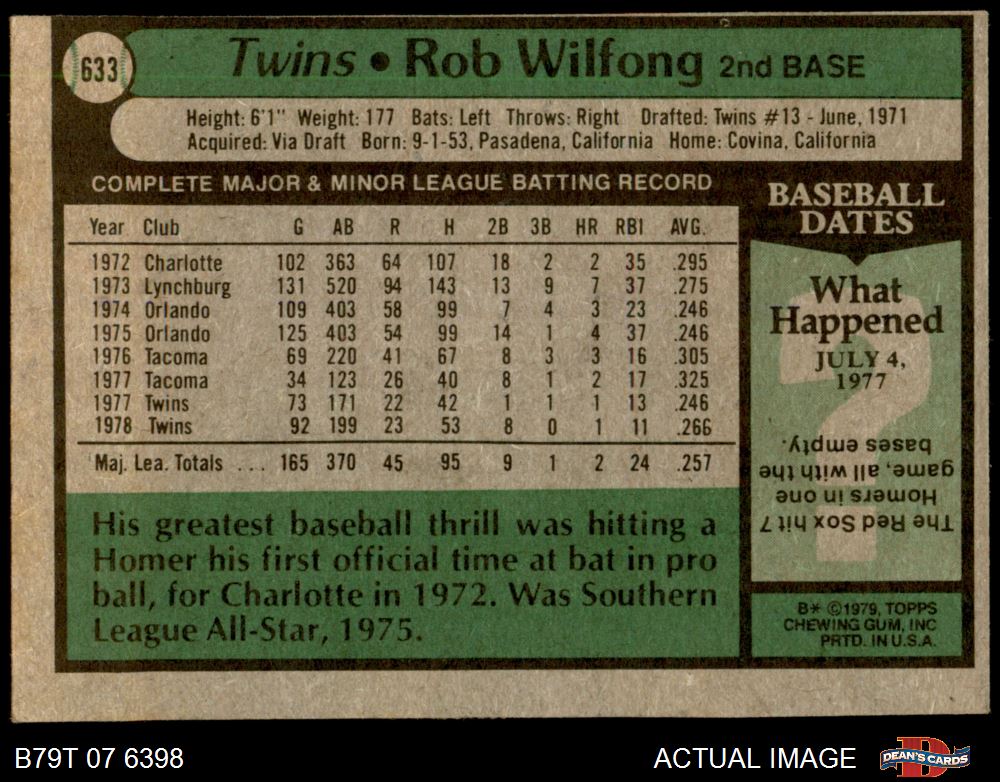 633
Twins • Rob Wilfong 2nd BASE
Height: 6'1" Weight: 177 Bats: Left Throws: Right Drafted: Twins #13 - June, 1971
Acquired: Via Draft Born: 9-1-53, Pasadena, California Home: Covina, California
COMPLETE MAJOR & MINOR LEAGUE BATTING RECORD
Year Club G AB R H 2B 3B HR RBI AVG.
1972 Charlotte 102 363 64 107 18 2 2 35 .295
1973 Lynchburg 131 520 94 143 13 9 7 37 .275
1974 Orlando 109 403 58 99 7 4 3 23 .246
1975 Orlando 125 403 54 99 14 1 4 37 .246
1976 Tacoma 69 220 41 67 8 3 3 16 .305
1977 Tacoma 34 123 26 40 8 1 2 17 .325
1977 Twins 73 171 22 42 1 1 1 13 .246
1978 Twins 92 199 23 53 8 0 1 11 .266
Maj. Lea. Totals ... 165 370 45 95 9 1 2 24 .257
His greatest baseball thrill was hitting a
Homer his first official time at bat in pro
ball, for Charlotte in 1972. Was Southern
League All-Star, 1975.
BASEBALL
DATES
What
Happened
JULY 4,
1977
?
The Red Sox hit 7
Homers in one
game, all with the
bases empty.
B* ©1979, TOPPS
CHEWING GUM, INC
PRTD. IN U.S.A.
B79T 07 6398
ACTUAL IMAGE
D
DEAN'S CARDS